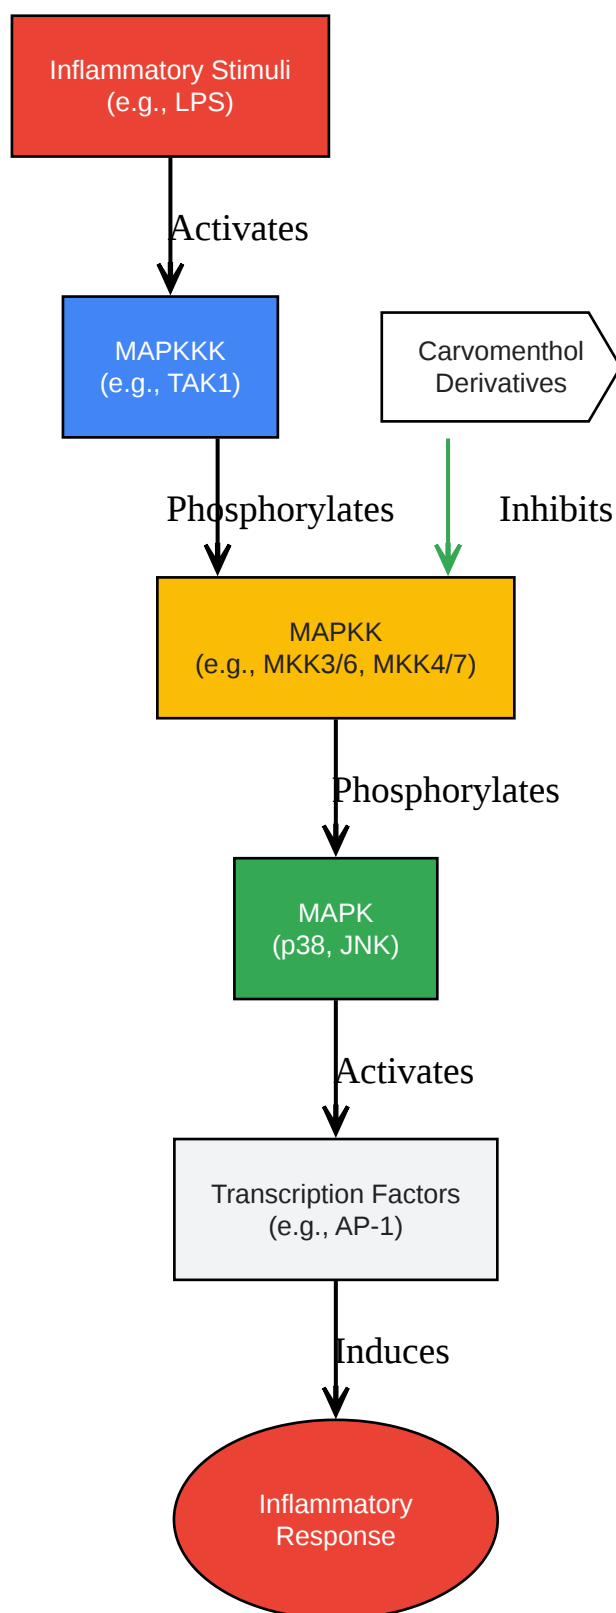 Inflammatory Stimuli
(e.g., LPS)
Activates
MAPKKK
(e.g., TAK1)
Carvomenthol
Derivatives
Phosphorylates
Inhibits
MAPKK
(e.g., MKK3/6, MKK4/7)
Phosphorylates
MAPK
(p38, JNK)
Activates
Transcription Factors
(e.g., AP-1)
Induces
Inflammatory
Response